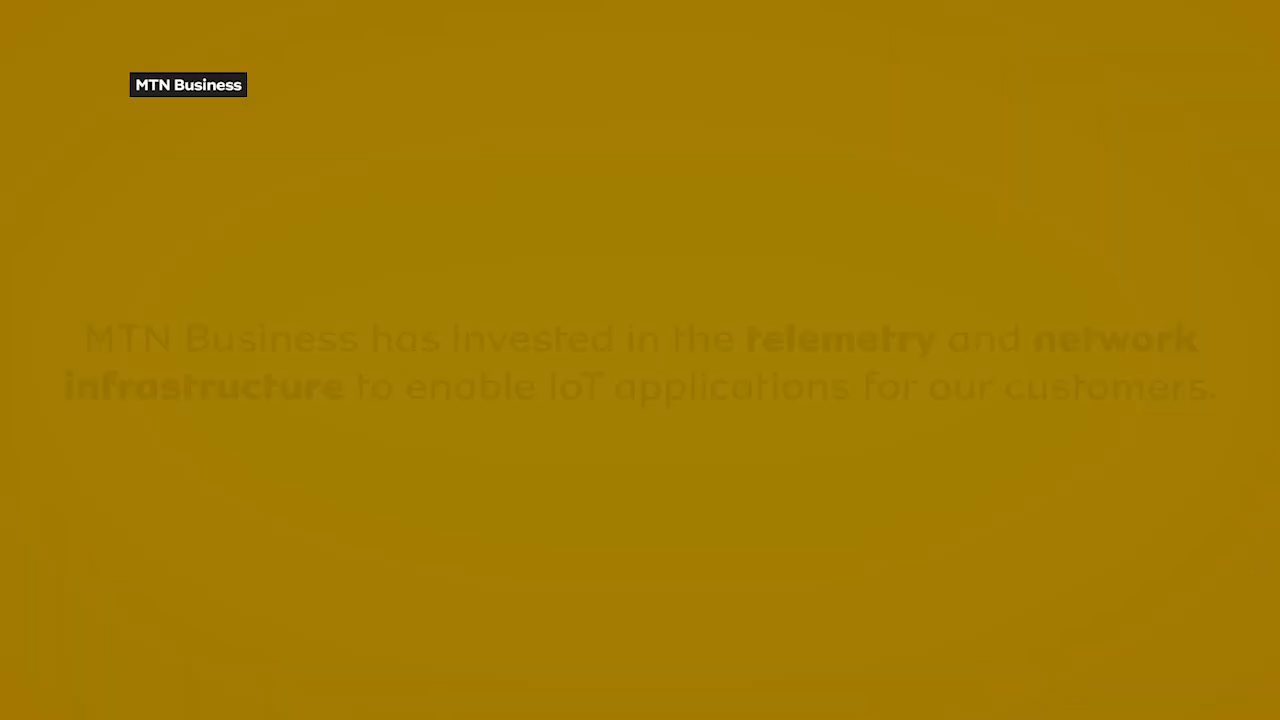 MTN Business
MTN Business has invested in the telemetry and network
infrastructure to enable IoT applications for our customers.